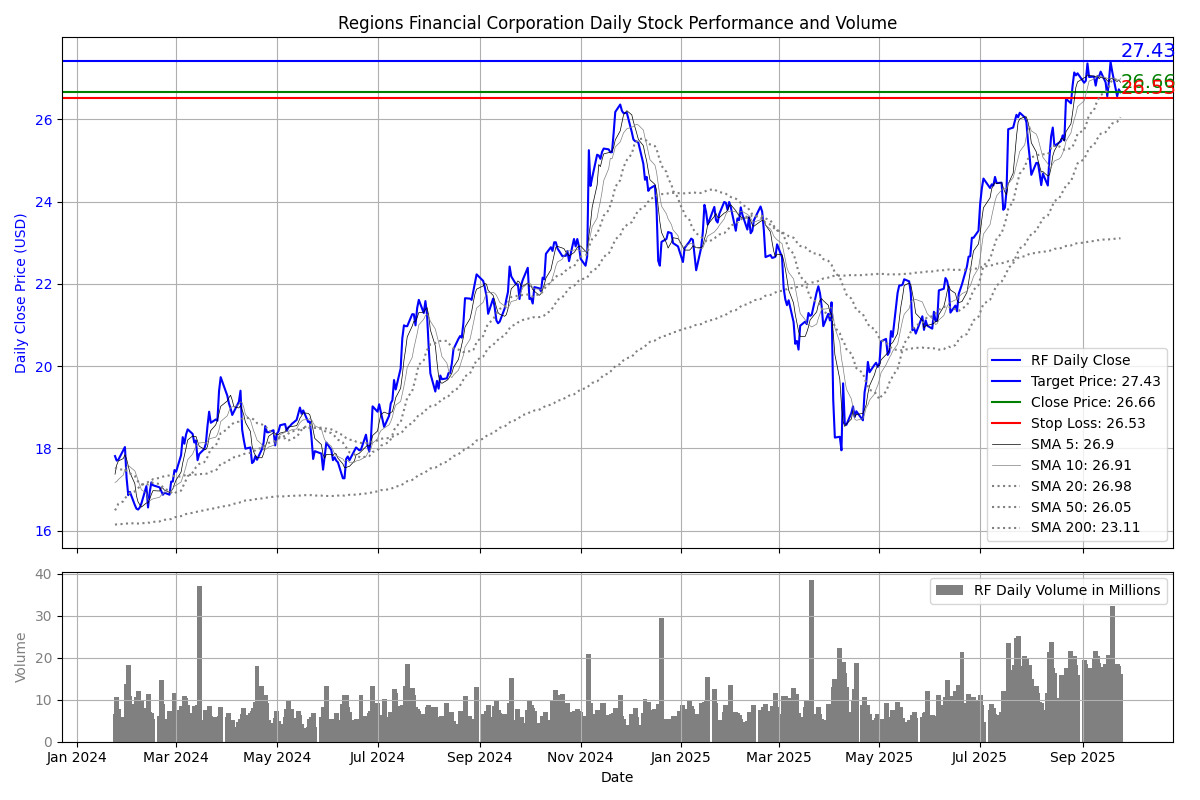 Regions Financial Corporation Daily Stock Performance and Volume
27.43
26.66
26.53
Daily Close Price (USD)
26
24
22
20
18
16
RF Daily Close
Target Price: 27.43
Close Price: 26.66
Stop Loss: 26.53
SMA 5: 26.9
SMA 10: 26.91
SMA 20: 26.98
SMA 50: 26.05
SMA 200: 23.11
Volume
40
30
20
10
0
RF Daily Volume in Millions
Jan 2024
Mar 2024
May 2024
Jul 2024
Sep 2024
Nov 2024
Jan 2025
Mar 2025
May 2025
Jul 2025
Sep 2025
Date